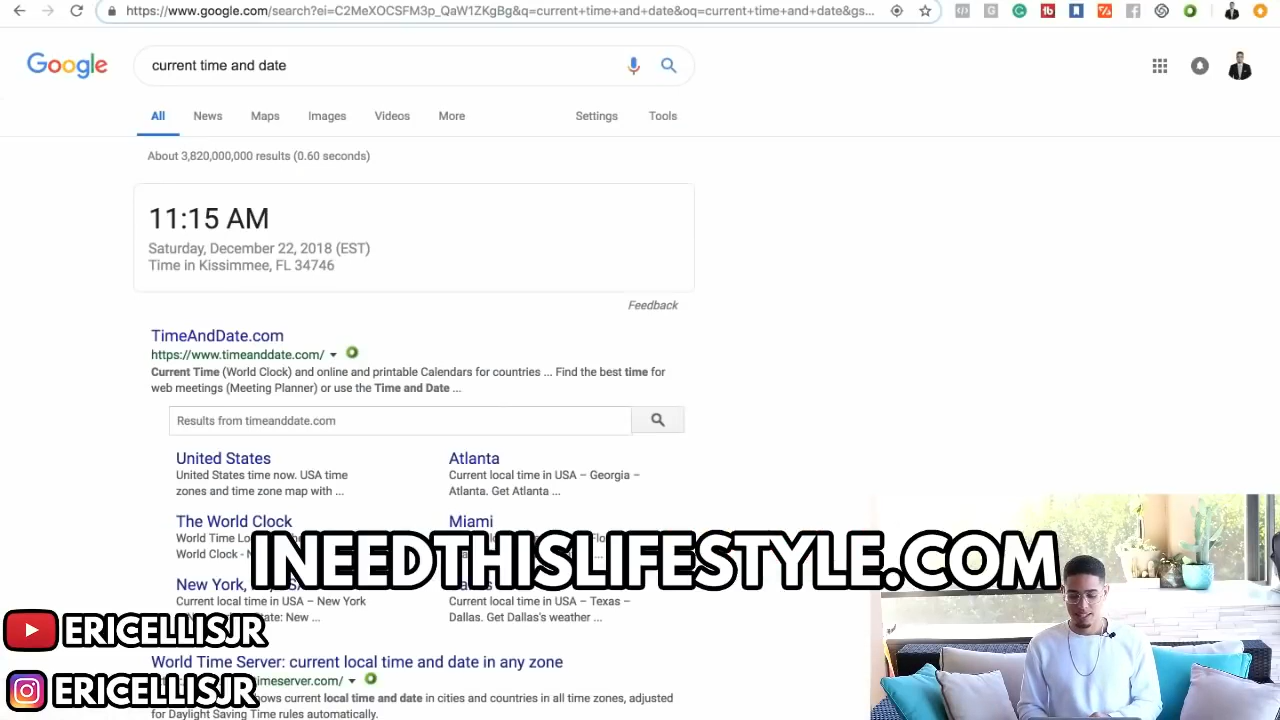 https://www.google.com/search?ei=C2MeXOCSFM3p_QaW1ZKgBg&q=current+time+and+date&oq=current+time+and+date&gs...
Google
current time and date
All News Maps Images Videos More Settings Tools
About 3,820,000,000 results (0.60 seconds)
11:15 AM
Saturday, December 22, 2018 (EST)
Time in Kissimmee, FL 34746
Feedback
TimeAndDate.com
https://www.timeanddate.com/
Current Time (World Clock) and online and printable Calendars for countries ... Find the best time for
web meetings (Meeting Planner) or use the Time and Date ...
Results from timeanddate.com
United States Atlanta
United States time now. USA time Current local time in USA – Georgia –
zones and time zone map with ... Atlanta. Get Atlanta ...
The World Clock Miami
World Time
World Clock -
INEEDTHISLIFESTYLE.COM
New York,
Current local time in USA – New York Current local time in USA – Texas –
New ... Dallas. Get Dallas's weather ...
ERICELLISJR
World Time Server: current local time and date in any zone
timeserver.com/
ERICELLISJR
shows current local time and date in cities and countries in all time zones, adjusted
for Daylight Saving Time rules automatically.